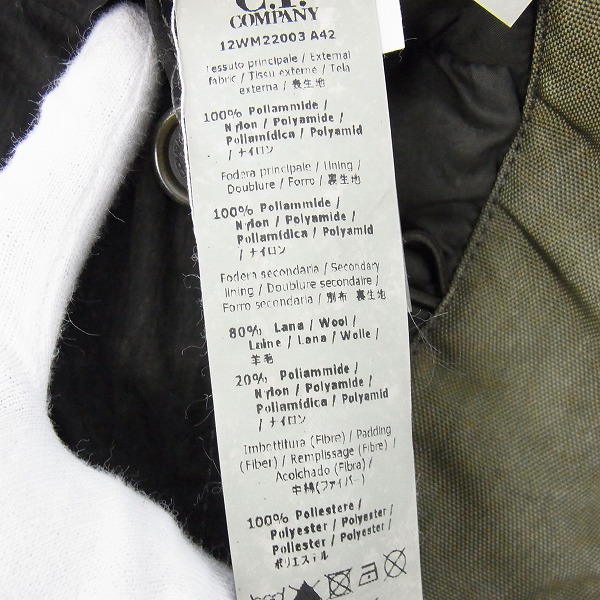 C.P.
COMPANY
12WM22003 A42
Tessuto principale / External
fabric / Tissu externe / Tela
externa / 表生地
100% Poliammide /
Nylon / Polyamide /
Poliamídica / Polyamid
/ ナイロン
Fodera principale / lining /
Doublure / Forro /裏生地
100% Poliammide /
Nylon / Polyamide /
Poliamídica / Polyamid
/ ナイロン
Fodera secondaria / Secondary
lining / Doublure secondaire /
Forro secondaria / 別布 裏生地
80% Lana / Wool /
Laine / Lana / Wolle /
羊毛
20% Poliammide /
Nylon / Polyamide /
Poliamídica / Polyamid
/ ナイロン
Imbottitura (Fibre) / Padding
(Fiber) / Remplissage (Fibre) /
Acolchado (Fibra) /
中綿(ファイバー)
100% Poliestere /
Polyester / Polyester /
Poliester / Polyester /
ポリエステル